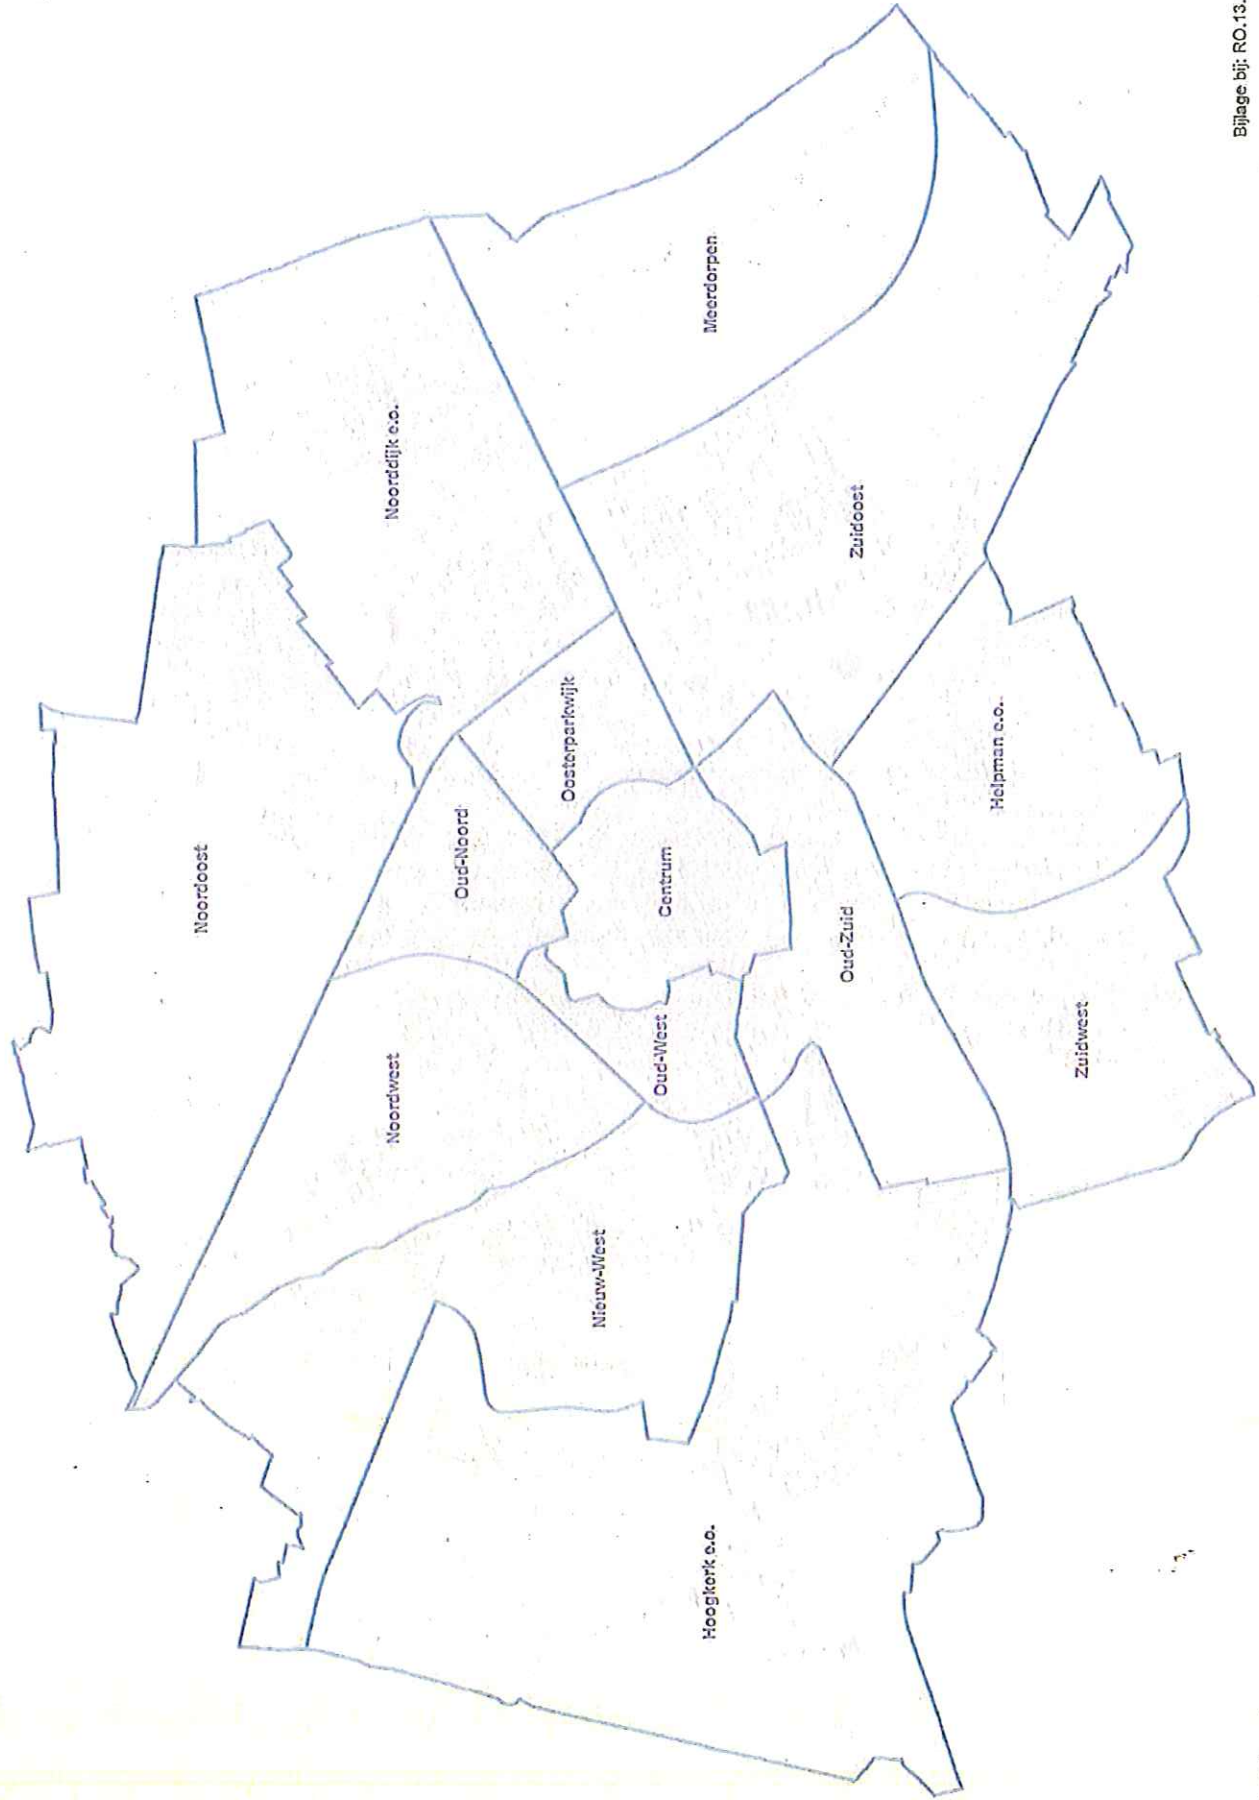 Noordoost
Noorddijk e.o.
Noordwest
Oud-Noord
Oosterparkwijk
Meerdorpen
Nieuw-West
Oud-West
Centrum
Hoogkerk e.o.
Oud-Zuid
Zuidoost
Helpman e.o.
Zuidwest
Bijlage bij: RO.13.